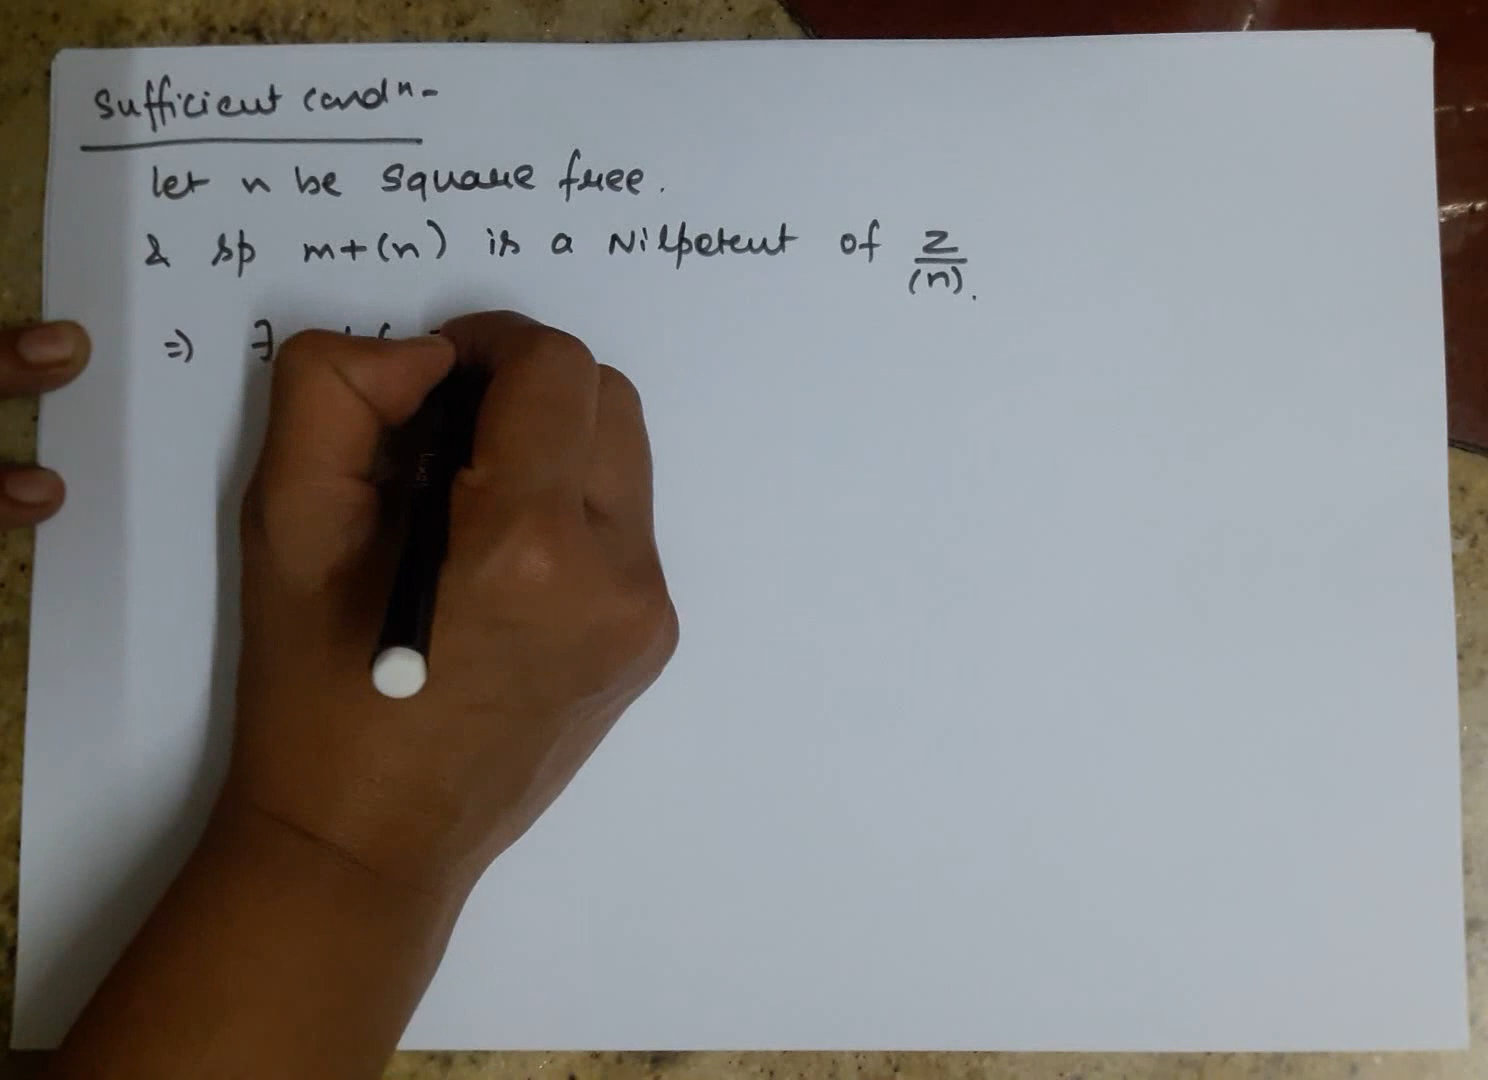 Sufficient condⁿ-
let n be square free.
& sp m+(n) is a Nilpotent of Z/(n).
=> ∃